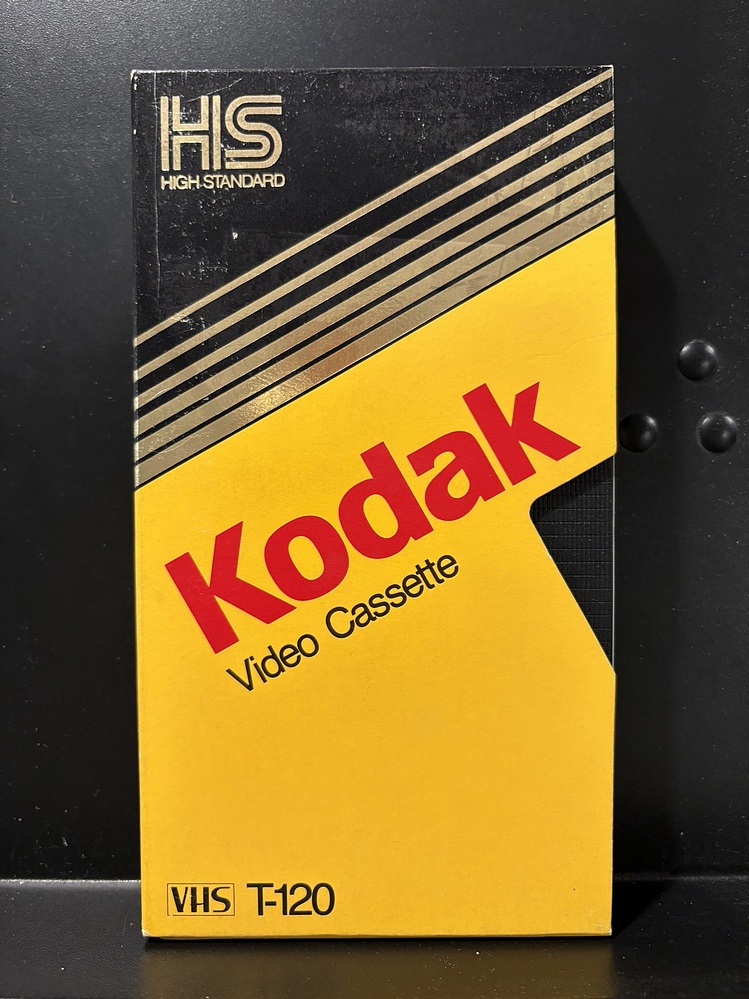 HS
HIGH STANDARD
Kodak
Video Cassette
VHS T-120